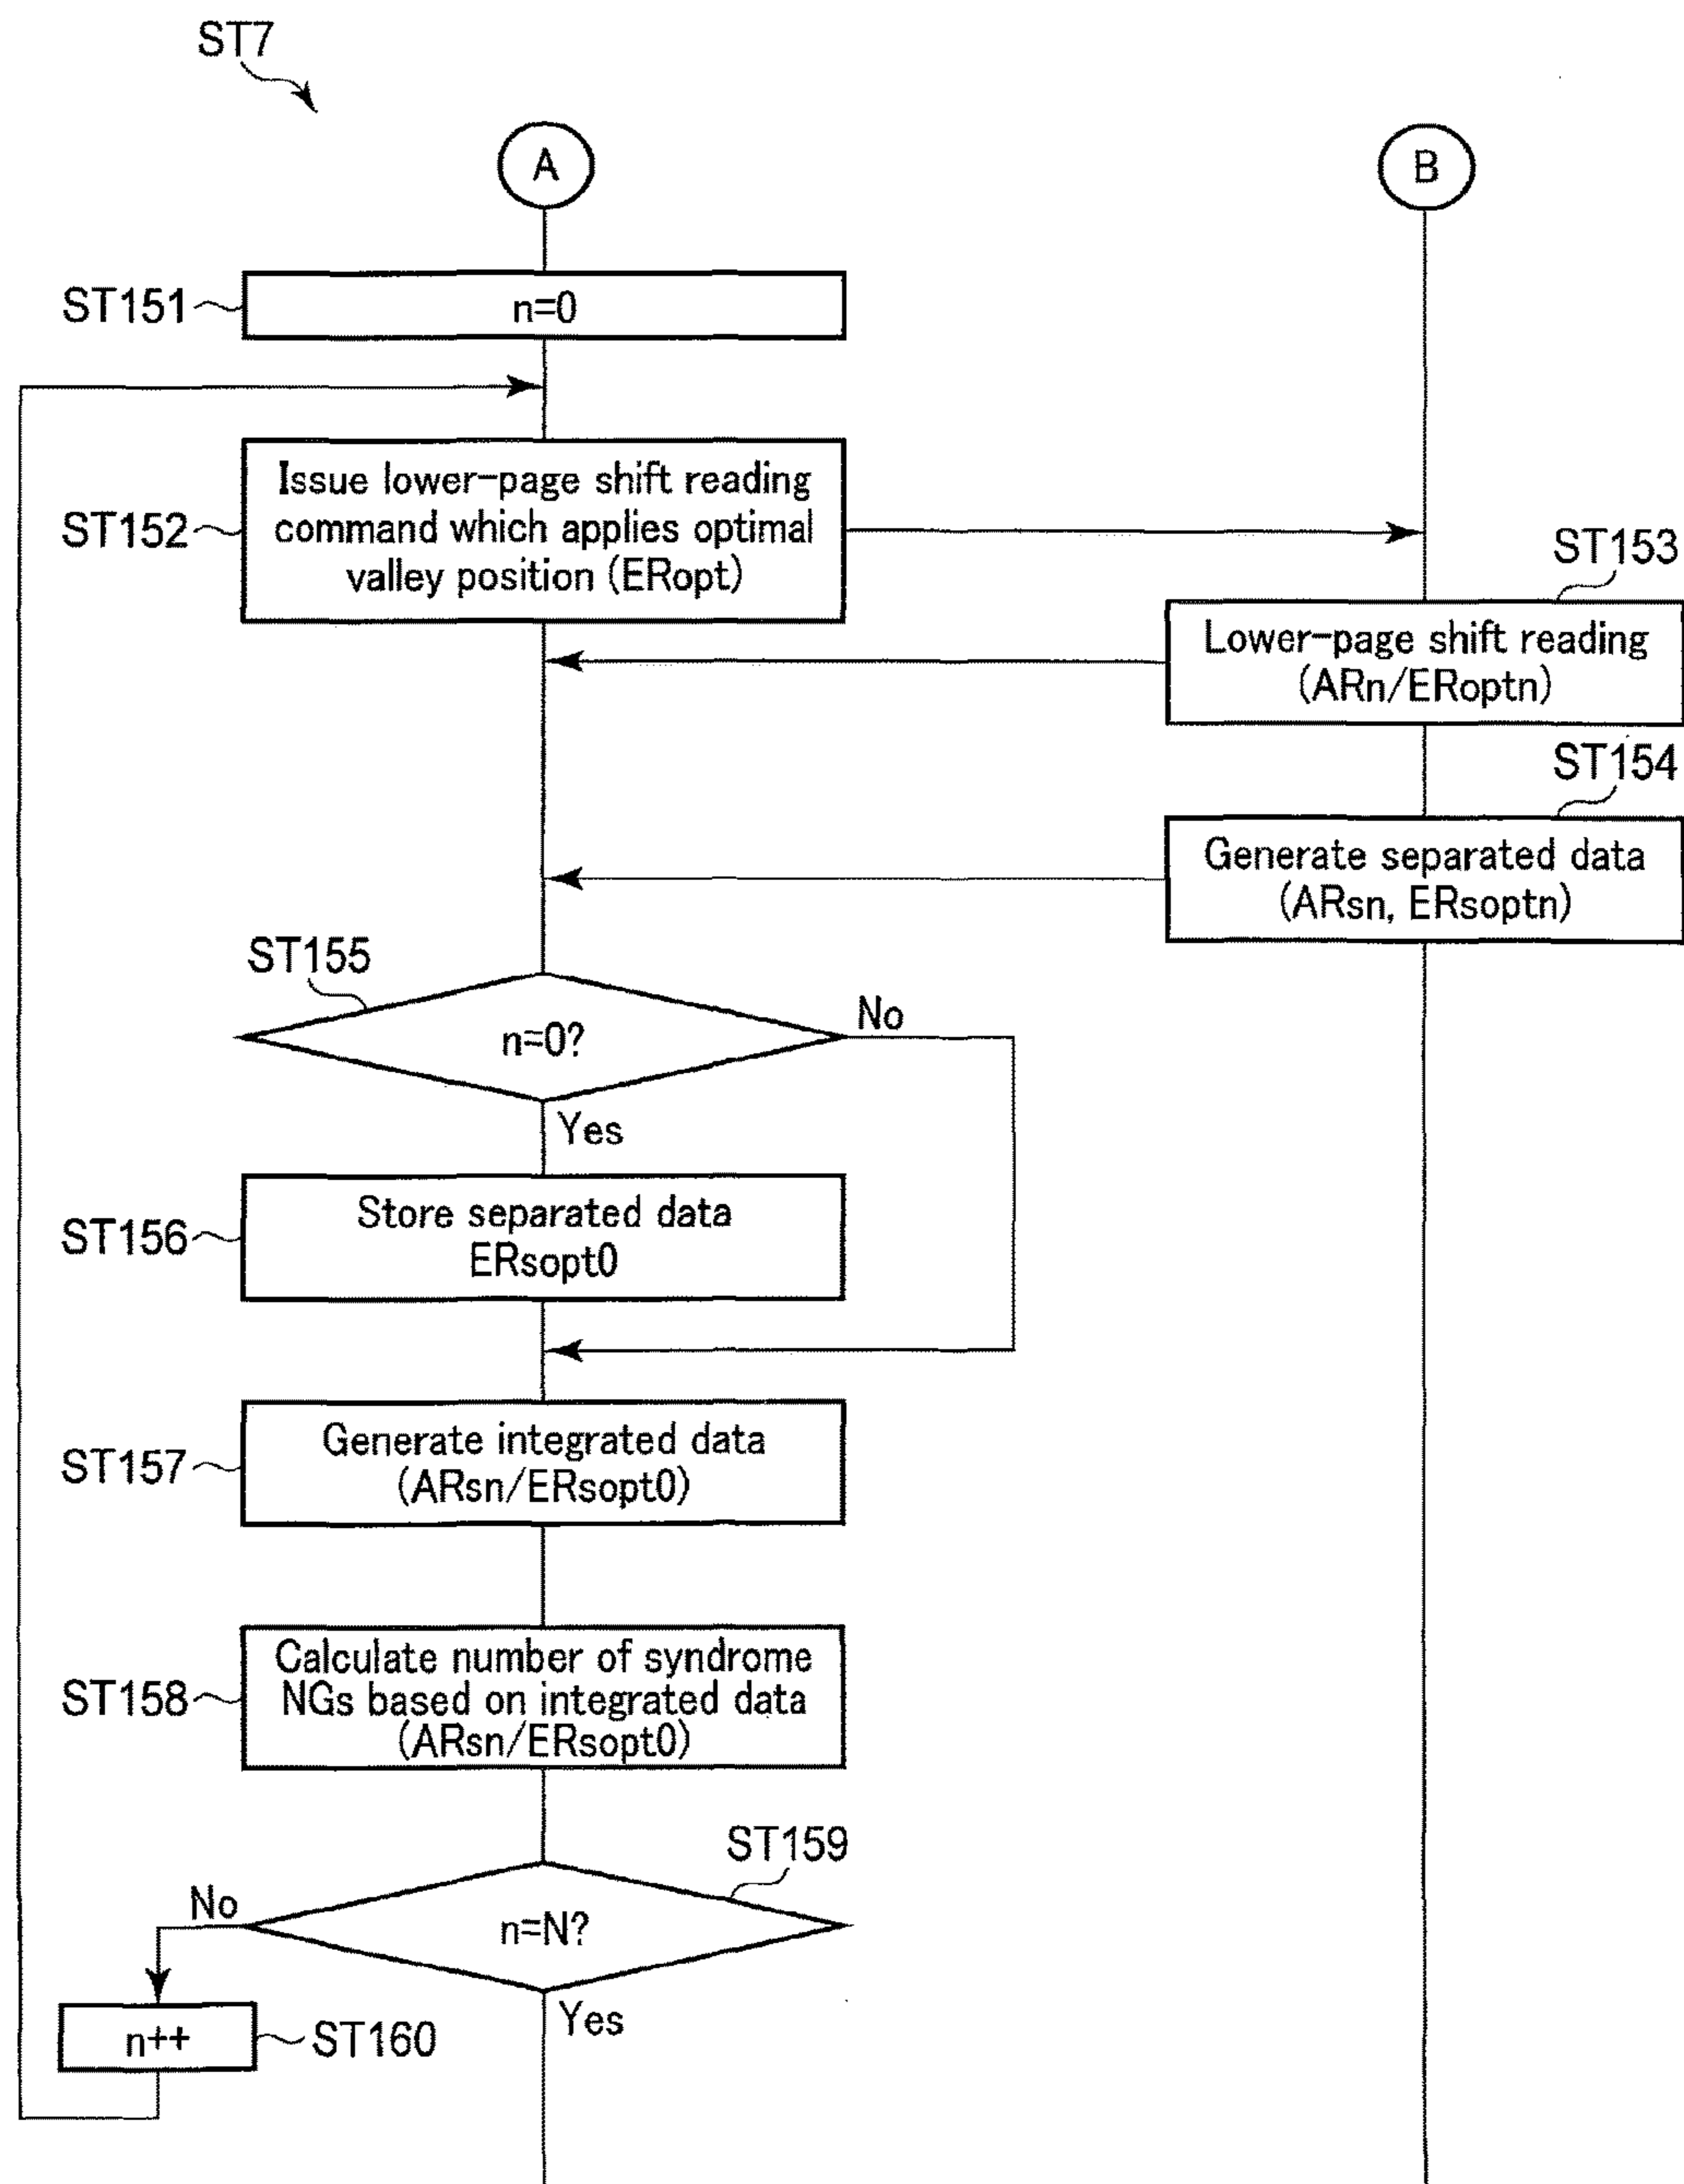 ST7
A
B
ST151
n=0
ST152
Issue lower-page shift reading
command which applies optimal
valley position (ERopt)
ST153
Lower-page shift reading
(ARn/ERoptn)
ST154
Generate separated data
(ARsn, ERsoptn)
ST155
n=0?
No
Yes
ST156
Store separated data
ERsopt0
ST157
Generate integrated data
(ARsn/ERsopt0)
ST158
Calculate number of syndrome
NGs based on integrated data
(ARsn/ERsopt0)
ST159
No
n=N?
Yes
n++
ST160